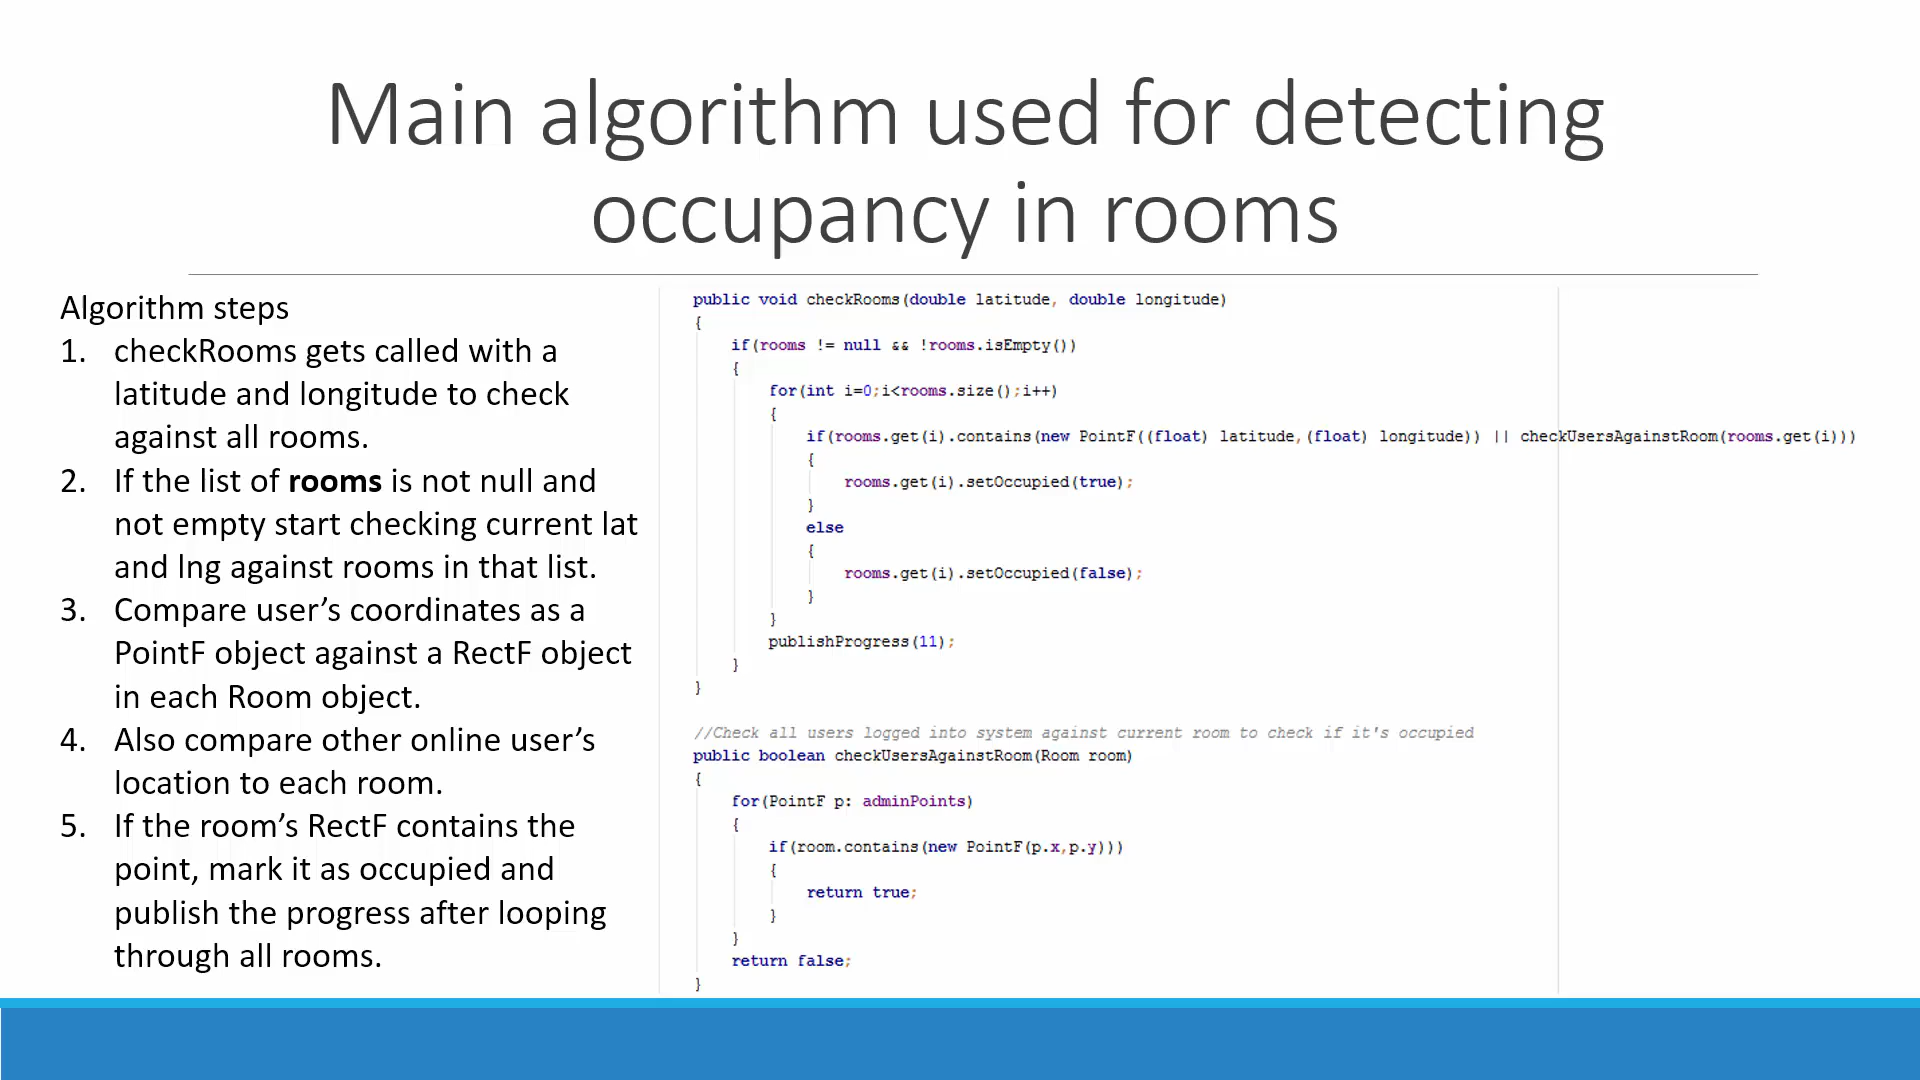 Main algorithm used for detecting
occupancy in rooms
Algorithm steps
1. checkRooms gets called with a
latitude and longitude to check
against all rooms.
2. If the list of rooms is not null and
not empty start checking current lat
and lng against rooms in that list.
3. Compare user’s coordinates as a
PointF object against a RectF object
in each Room object.
4. Also compare other online user’s
location to each room.
5. If the room’s RectF contains the
point, mark it as occupied and
publish the progress after looping
through all rooms.
public void checkRooms(double latitude, double longitude)
{
if(rooms != null && !rooms.isEmpty())
{
for(int i=0;i<rooms.size();i++)
{
if(rooms.get(i).contains(new PointF((float) latitude,(float) longitude)) || checkUsersAgainstRoom(rooms.get(i)))
{
rooms.get(i).setOccupied(true);
}
else
{
rooms.get(i).setOccupied(false);
}
}
publishProgress(11);
}
}
//Check all users logged into system against current room to check if it's occupied
public boolean checkUsersAgainstRoom(Room room)
{
for(PointF p: adminPoints)
{
if(room.contains(new PointF(p.x,p.y)))
{
return true;
}
}
return false;
}